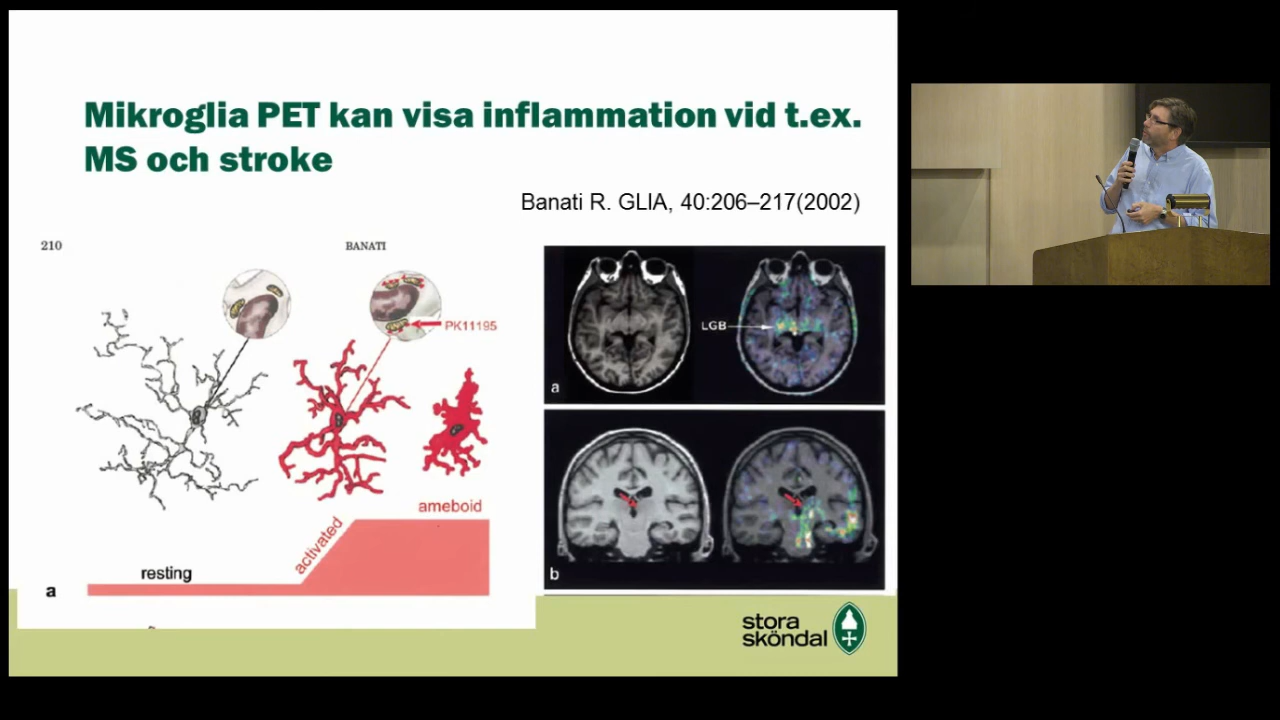 Mikroglia PET kan visa inflammation vid t.ex.
MS och stroke
Banati R. GLIA, 40:206–217(2002)
210
BANATI
PK11195
ameboid
activated
resting
a
LGB
a
b
stora
sköndal